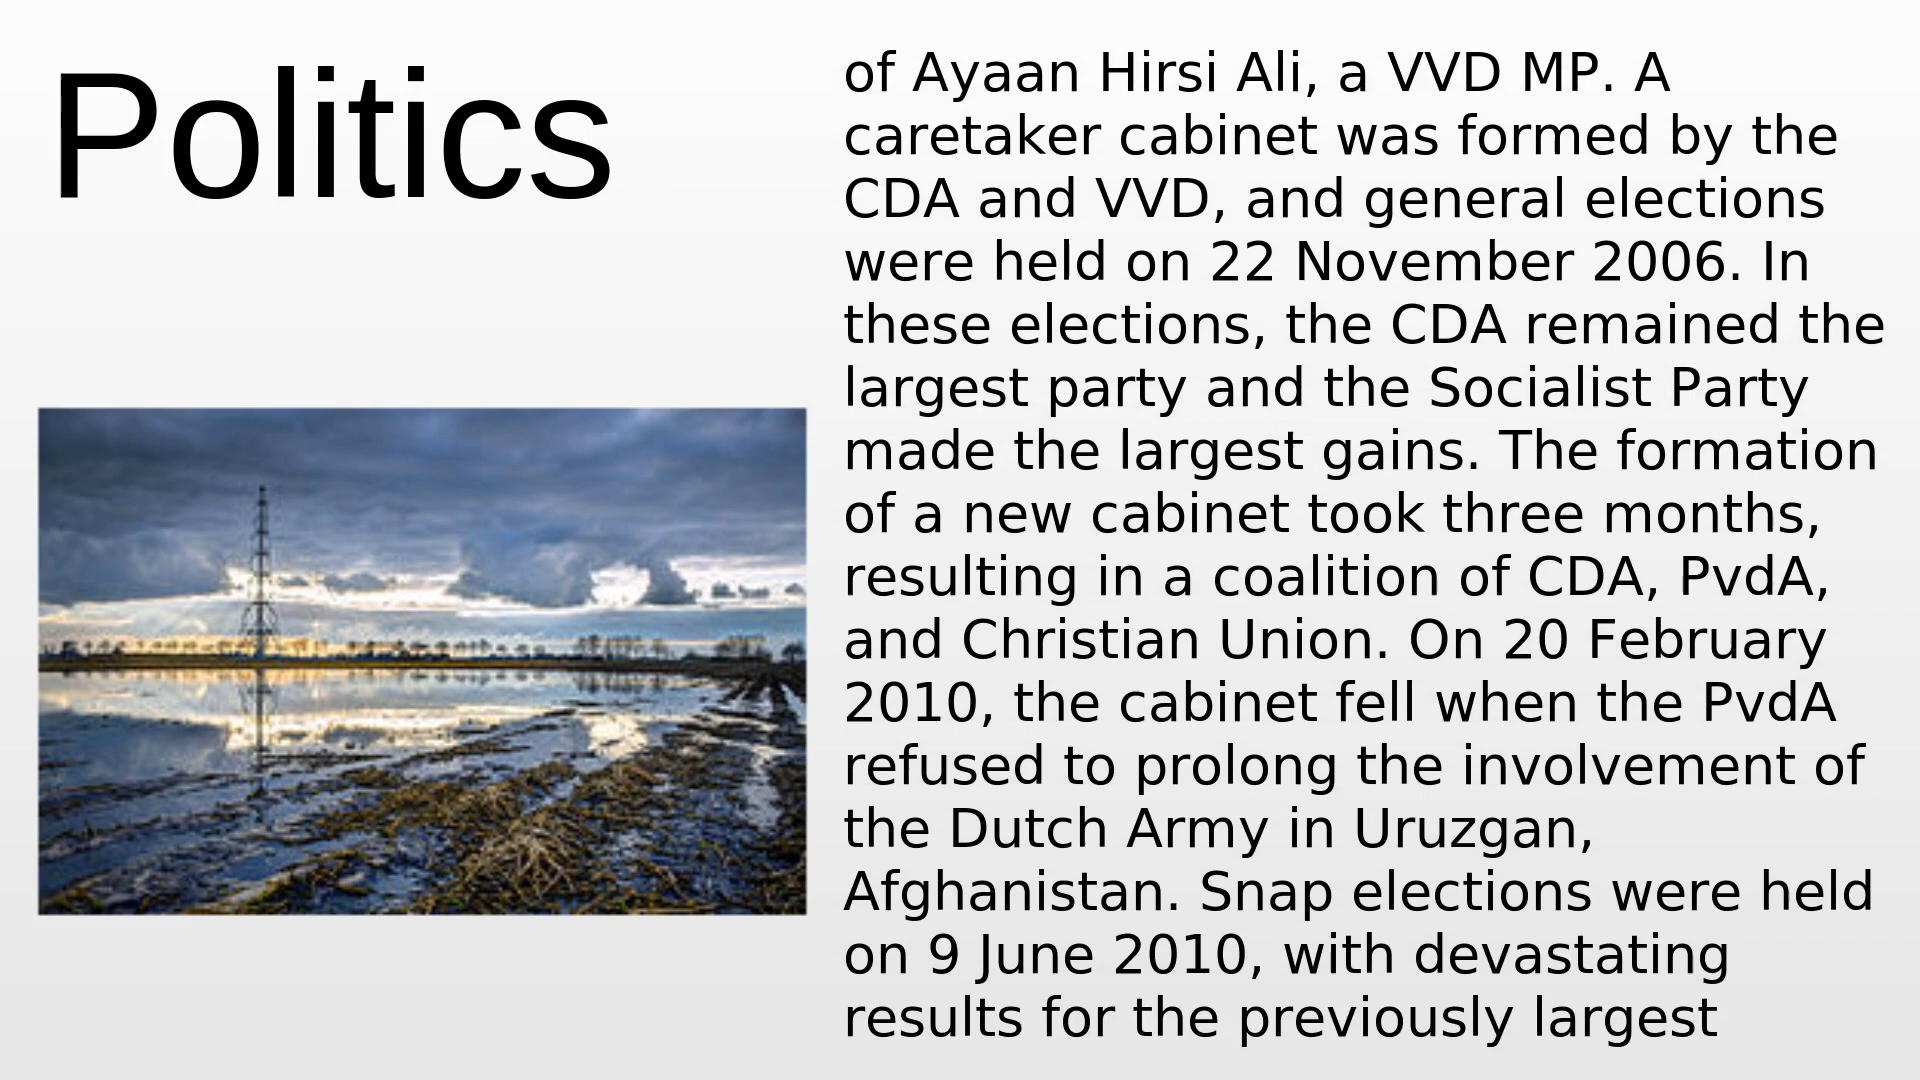 Politics
of Ayaan Hirsi Ali, a VVD MP. A
caretaker cabinet was formed by the
CDA and VVD, and general elections
were held on 22 November 2006. In
these elections, the CDA remained the
largest party and the Socialist Party
made the largest gains. The formation
of a new cabinet took three months,
resulting in a coalition of CDA, PvdA,
and Christian Union. On 20 February
2010, the cabinet fell when the PvdA
refused to prolong the involvement of
the Dutch Army in Uruzgan,
Afghanistan. Snap elections were held
on 9 June 2010, with devastating
results for the previously largest